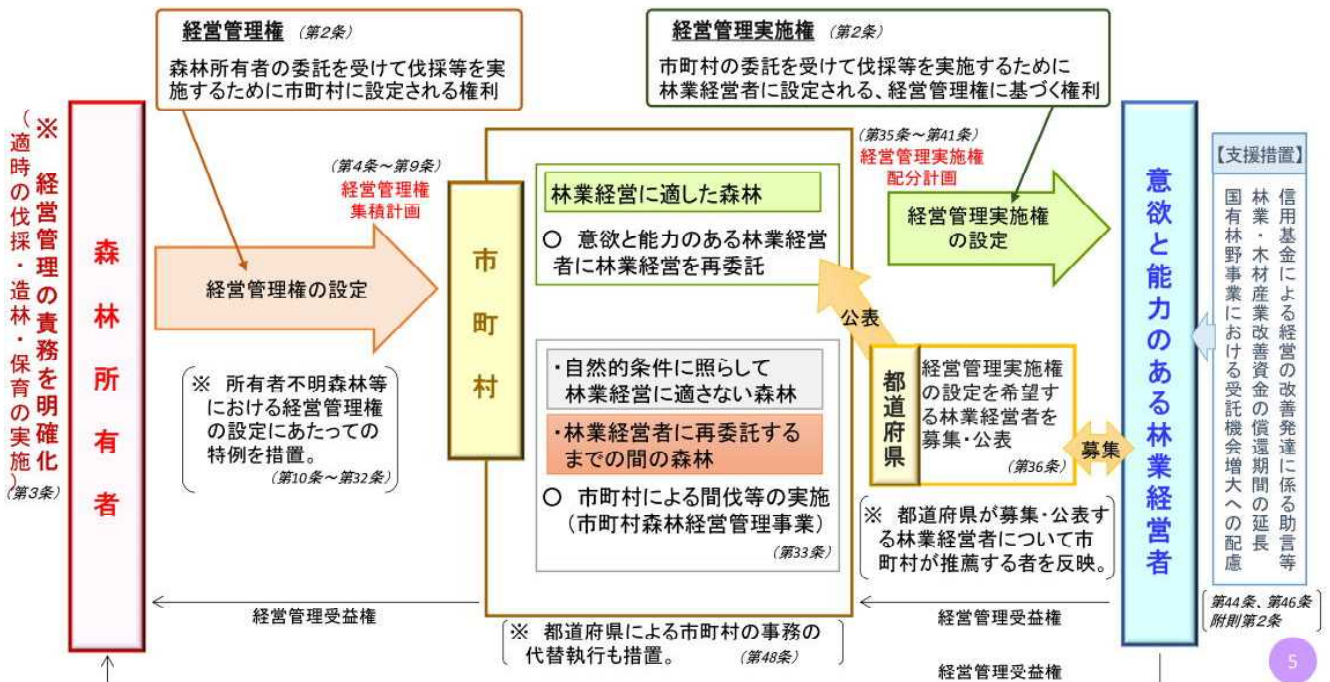 経営管理権 (第2条)
森林所有者の委託を受けて伐採等を実
施するために市町村に設定される権利
経営管理実施権 (第2条)
市町村の委託を受けて伐採等を実施するために
林業経営者に設定される、経営管理権に基づく権利
※ 経営管理の責務を明確化
(適時の伐採・造林・保育の実施)
(第3条)
森林所有者
(第4条～第9条)
経営管理権
集積計画
経営管理権の設定
※ 所有者不明森林等
における経営管理権
の設定にあたっての
特例を措置。
(第10条～第32条)
市町村
林業経営に適した森林
○ 意欲と能力のある林業経営
者に林業経営を再委託
・自然的条件に照らして
林業経営に適さない森林
・林業経営者に再委託する
までの間の森林
○ 市町村による間伐等の実施
(市町村森林経営管理事業)
(第33条)
(第35条～第41条)
経営管理実施権
配分計画
経営管理実施権
の設定
公表
都道府県
経営管理実施権
の設定を希望す
る林業経営者を
募集・公表
(第36条)
募集
※ 都道府県が募集・公表す
る林業経営者について市
町村が推薦する者を反映。
意欲と能力のある林業経営者
【支援措置】
信用基金による経営の改善発達に係る助言等
林業・木材産業改善資金の償還期間の延長
国有林野事業における受託機会増大への配慮
第44条、第46条
附則第2条
経営管理受益権
経営管理受益権
※ 都道府県による市町村の事務の
代替執行も措置。 (第48条)
経営管理受益権
5